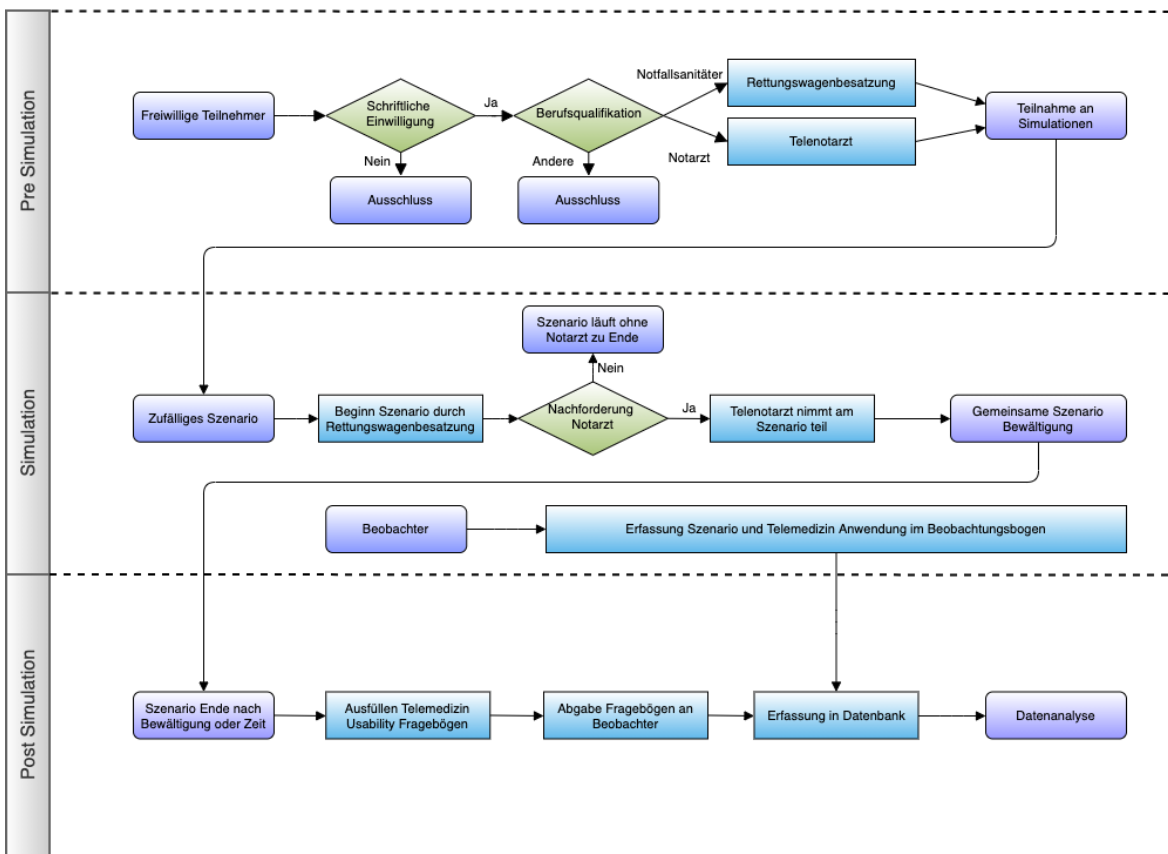 Pre Simulation
Freiwillige Teilnehmer
Schriftliche
Einwilligung
Ja
Nein
Ausschluss
Berufsqualifikation
Andere
Ausschluss
Notfallsanitäter
Rettungswagenbesatzung
Notarzt
Telenotarzt
Teilnahme an
Simulationen
Simulation
Zufälliges Szenario
Beginn Szenario durch
Rettungswagenbesatzung
Szenario läuft ohne
Notarzt zu Ende
Nein
Nachforderung
Notarzt
Ja
Telenotarzt nimmt am
Szenario teil
Gemeinsame Szenario
Bewältigung
Beobachter
Erfassung Szenario und Telemedizin Anwendung im Beobachtungsbogen
Post Simulation
Szenario Ende nach
Bewältigung oder Zeit
Ausfüllen Telemedizin
Usability Fragebögen
Abgabe Fragebögen an
Beobachter
Erfassung in Datenbank
Datenanalyse